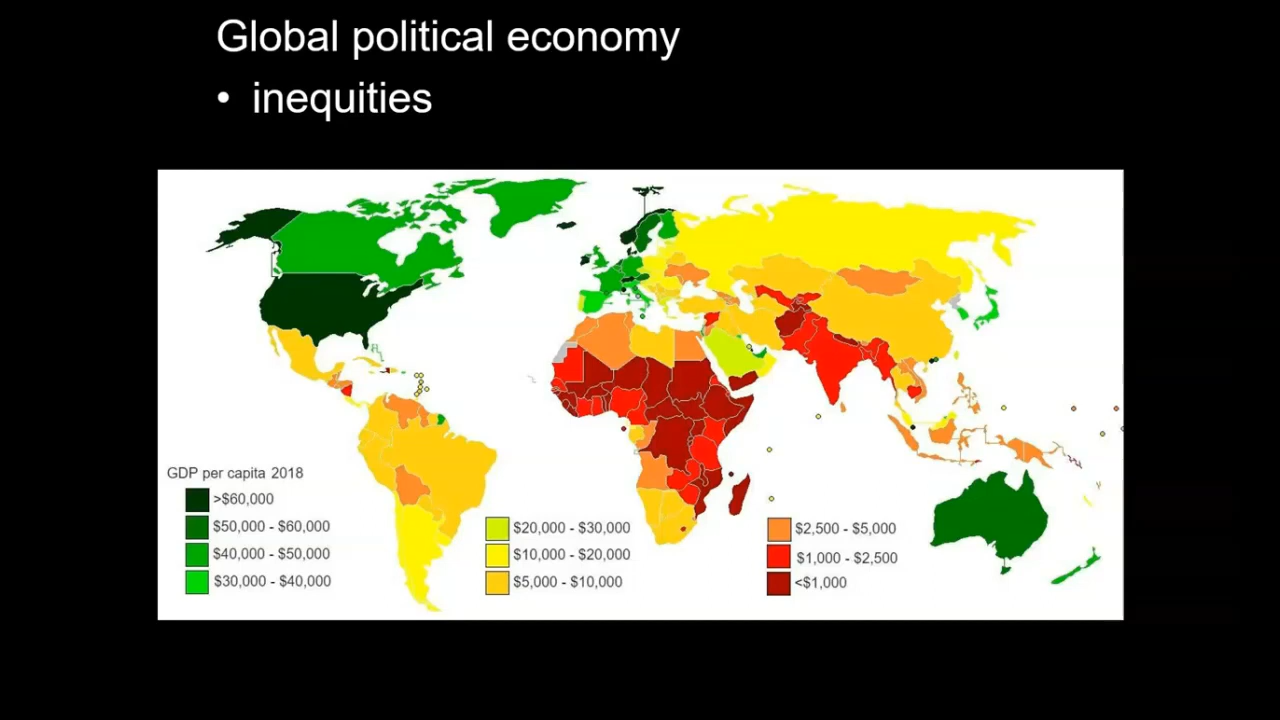 Global political economy
• inequities
GDP per capita 2018
>$60,000
$50,000 - $60,000
$40,000 - $50,000
$30,000 - $40,000
$20,000 - $30,000
$10,000 - $20,000
$5,000 - $10,000
$2,500 - $5,000
$1,000 - $2,500
<$1,000